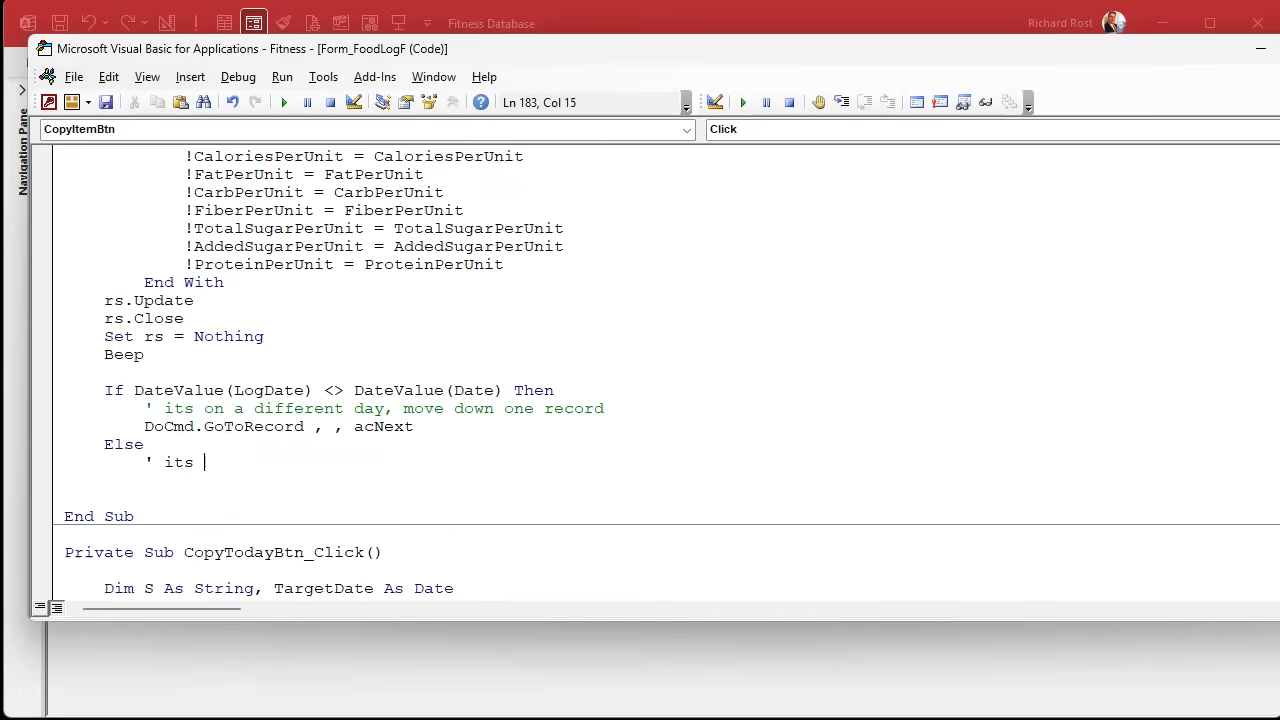 Fitness Database
Richard Rost
Microsoft Visual Basic for Applications - Fitness - [Form_FoodLogF (Code)]
File Edit View Insert Format Debug Run Tools Add-Ins Window Help
Ln 183, Col 15
CopyItemBtn
Click
Navigation Pane
!CaloriesPerUnit = CaloriesPerUnit
!FatPerUnit = FatPerUnit
!CarbPerUnit = CarbPerUnit
!FiberPerUnit = FiberPerUnit
!TotalSugarPerUnit = TotalSugarPerUnit
!AddedSugarPerUnit = AddedSugarPerUnit
!ProteinPerUnit = ProteinPerUnit
End With
rs.Update
rs.Close
Set rs = Nothing
Beep
If DateValue(LogDate) <> DateValue(Date) Then
' its on a different day, move down one record
DoCmd.GoToRecord , , acNext
Else
' its
End Sub
Private Sub CopyTodayBtn_Click()
Dim S As String, TargetDate As Date